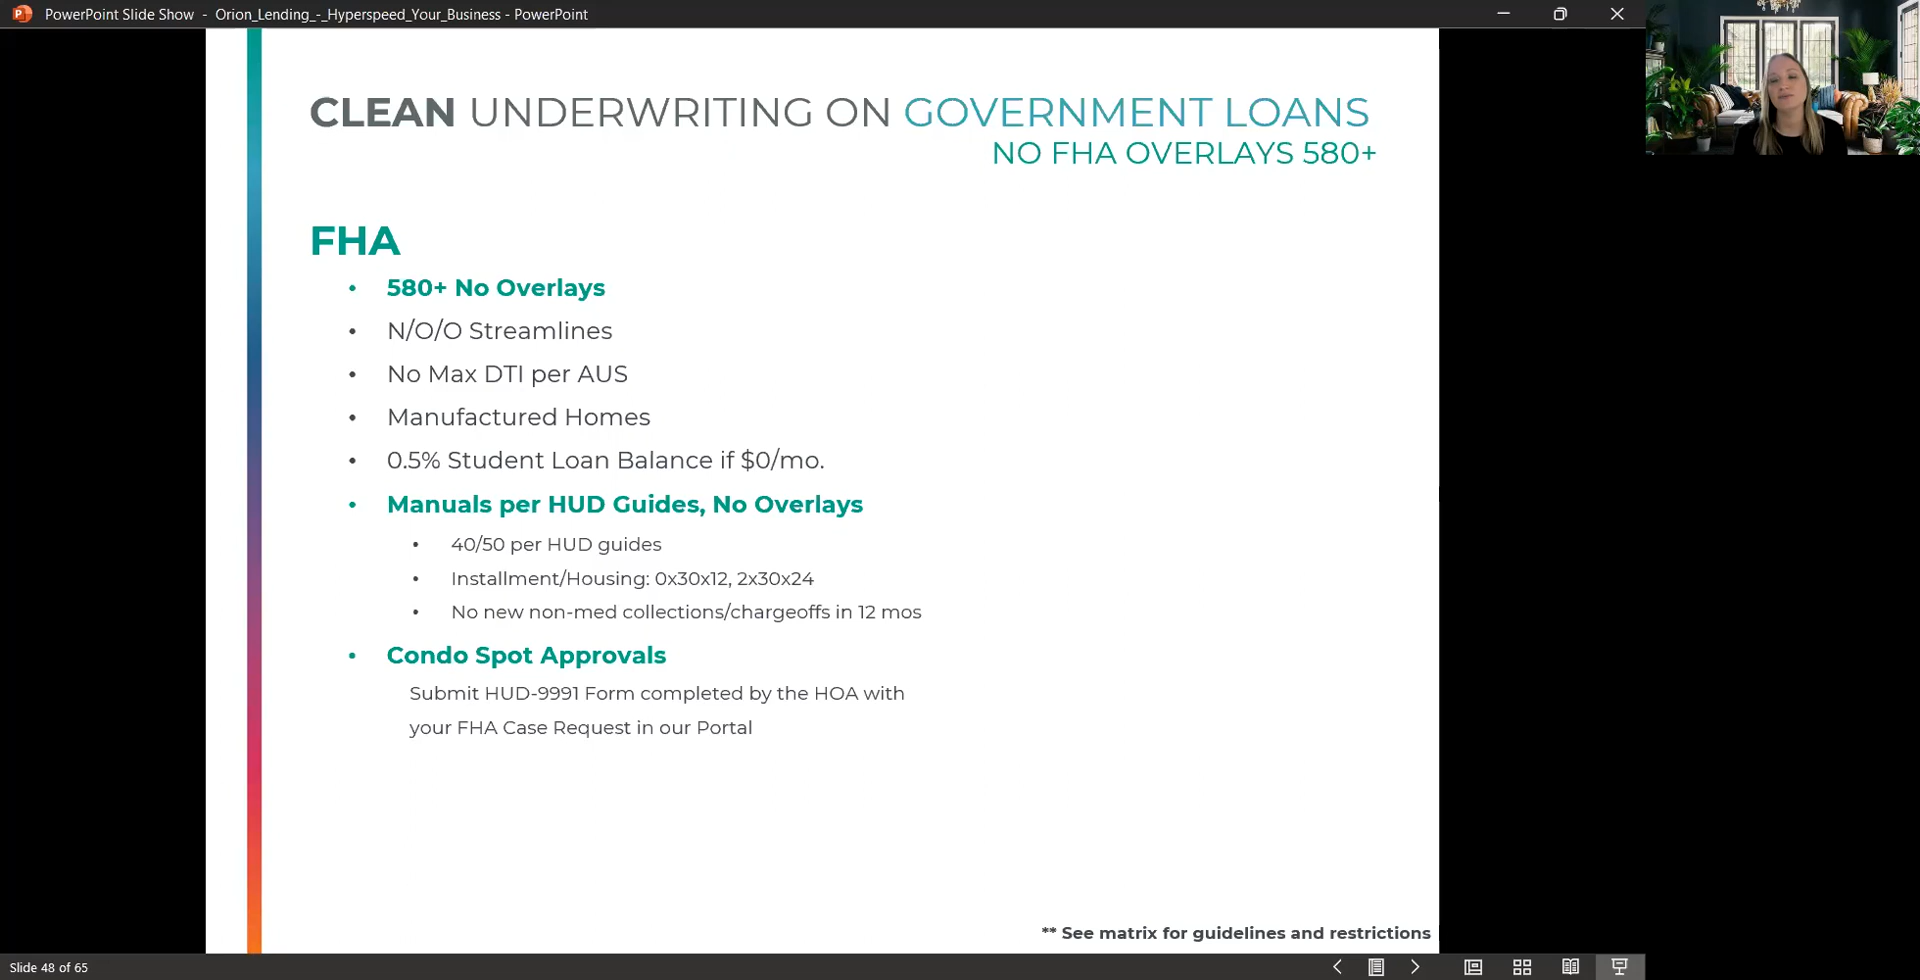 PowerPoint Slide Show - Orion_Lending_-_Hyperspeed_Your_Business - PowerPoint
CLEAN UNDERWRITING ON GOVERNMENT LOANS
NO FHA OVERLAYS 580+
FHA
• 580+ No Overlays
• N/O/O Streamlines
• No Max DTI per AUS
• Manufactured Homes
• 0.5% Student Loan Balance if $0/mo.
• Manuals per HUD Guides, No Overlays
• 40/50 per HUD guides
• Installment/Housing: 0x30x12, 2x30x24
• No new non-med collections/chargeoffs in 12 mos
• Condo Spot Approvals
Submit HUD-9991 Form completed by the HOA with
your FHA Case Request in our Portal
** See matrix for guidelines and restrictions
Slide 48 of 65